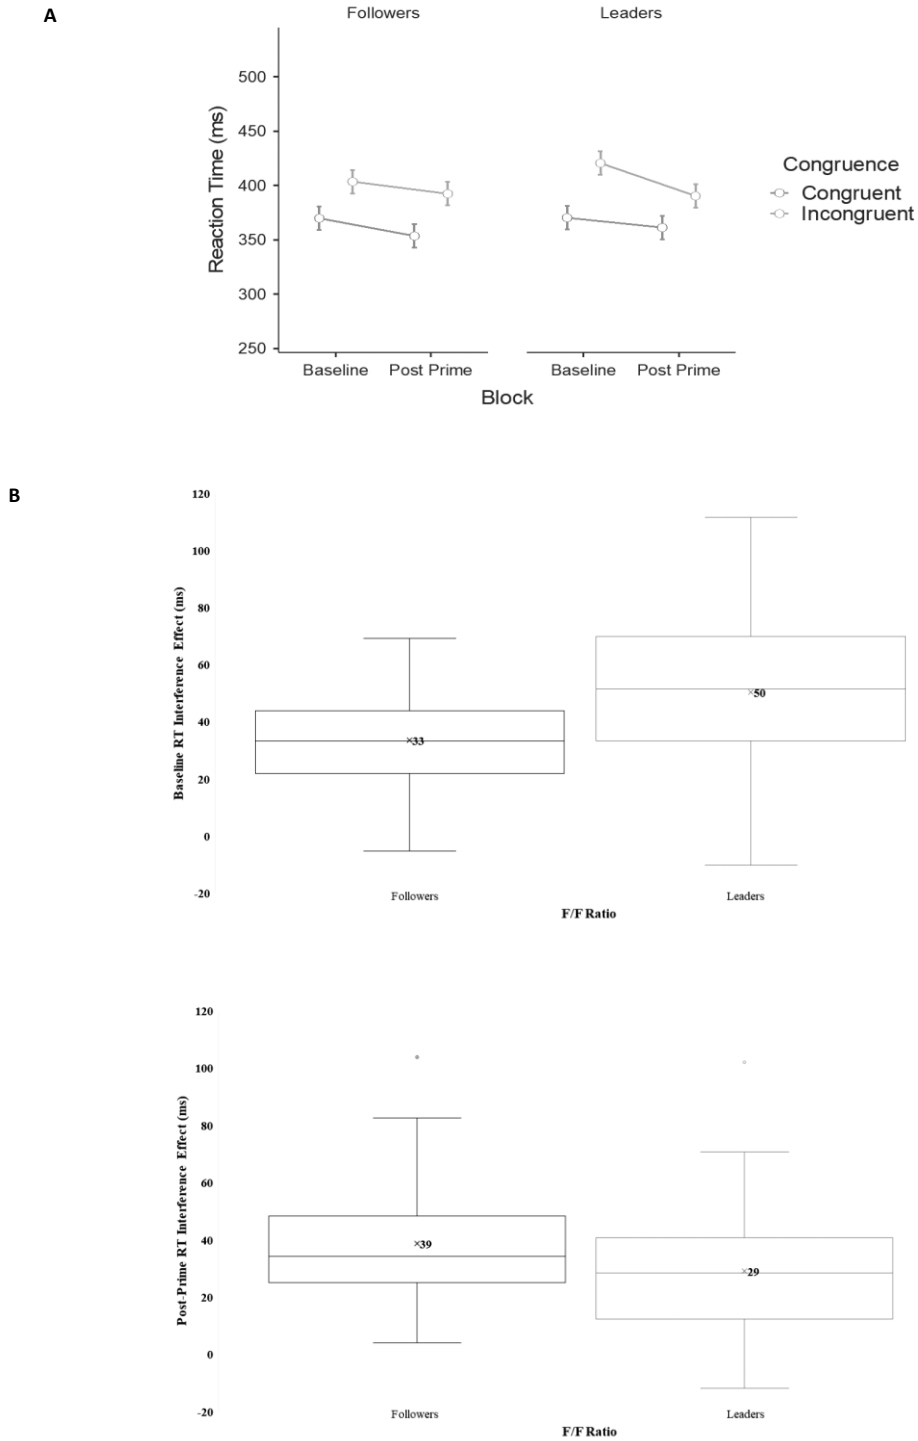 A
Followers
Leaders
500
450
400
350
300
250
Reaction Time (ms)
Baseline
Post Prime
Baseline
Post Prime
Block
Congruence
Congruent
Incongruent
B
120
100
80
60
40
20
0
-20
Baseline RT Interference Effect (ms)
×33
×50
Followers
Leaders
F/F Ratio
120
100
80
60
40
20
0
-20
Post-Prime RT Interference Effect (ms)
×39
×29
Followers
Leaders
F/F Ratio